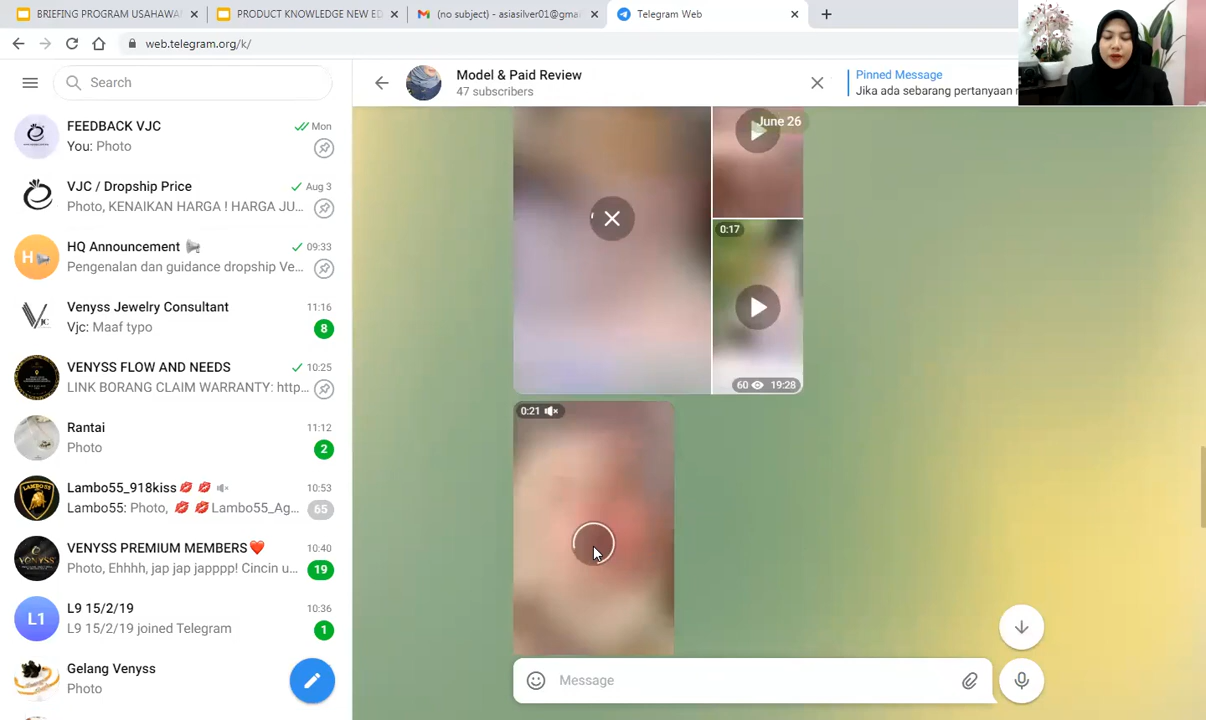 BRIEFING PROGRAM USAHAWA
PRODUCT KNOWLEDGE NEW ED
(no subject) - asiasilver01@gma
Telegram Web
web.telegram.org/k/
Search
Model & Paid Review
47 subscribers
Pinned Message
Jika ada sebarang pertanyaan
FEEDBACK VJC
Mon
You: Photo
VJC / Dropship Price
Aug 3
Photo, KENAIKAN HARGA ! HARGA JU...
HQ Announcement
09:33
Pengenalan dan guidance dropship Ve...
Venyss Jewelry Consultant
11:16
Vjc: Maaf typo
8
VENYSS FLOW AND NEEDS
10:25
LINK BORANG CLAIM WARRANTY: http...
Rantai
11:12
Photo
2
Lambo55_918kiss
10:53
Lambo55: Photo, Lambo55_Ag...
65
VENYSS PREMIUM MEMBERS
10:40
Photo, Ehhhh, jap jap japppp! Cincin u...
19
L9 15/2/19
10:36
L1
L9 15/2/19 joined Telegram
1
Gelang Venyss
Photo
June 26
0:17
60 19:28
0:21
Message